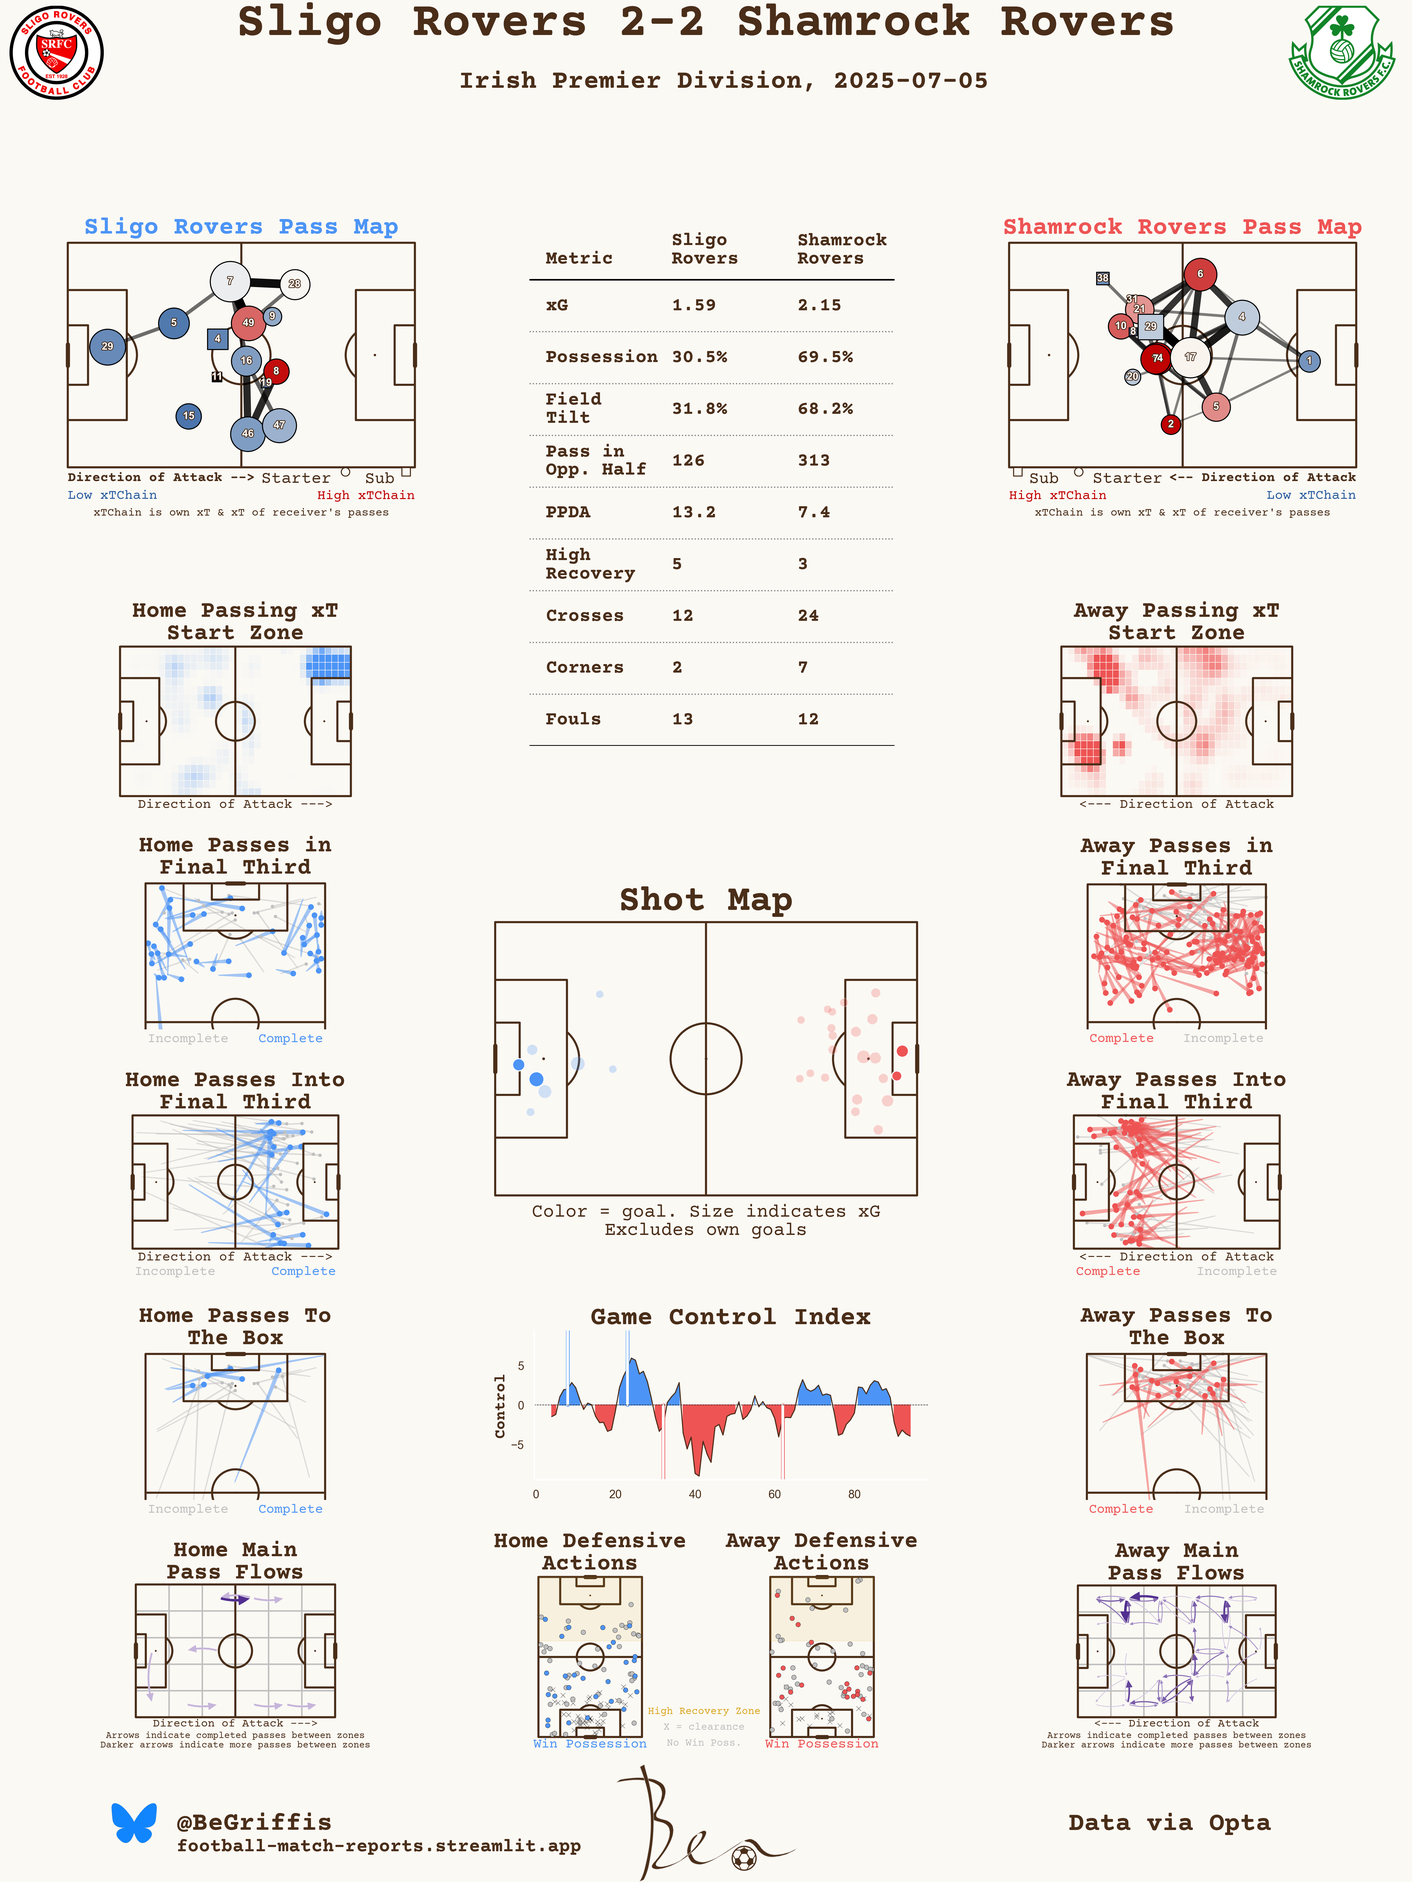 Sligo Rovers 2-2 Shamrock Rovers
Irish Premier Division, 2025-07-05
SLIGO ROVERS
SRFC
EST 1928
FOOTBALL CLUB
SHAMROCK ROVERS F.C.
Sligo Rovers Pass Map
7
28
5
49
9
4
29
16
8
11
19
15
46
47
Direction of Attack --> Starter Sub
Low xTChain High xTChain
xTChain is own xT & xT of receiver's passes
Metric Sligo Rovers Shamrock Rovers
xG 1.59 2.15
Possession 30.5% 69.5%
Field Tilt 31.8% 68.2%
Pass in Opp. Half 126 313
PPDA 13.2 7.4
High Recovery 5 3
Crosses 12 24
Corners 2 7
Fouls 13 12
Shamrock Rovers Pass Map
38
6
31
21
4
10
8
29
74
17
1
20
5
2
Sub Starter <-- Direction of Attack
High xTChain Low xTChain
xTChain is own xT & xT of receiver's passes
Home Passing xT
Start Zone
Direction of Attack --->
Away Passing xT
Start Zone
<--- Direction of Attack
Home Passes in
Final Third
Incomplete Complete
Away Passes in
Final Third
Complete Incomplete
Shot Map
Color = goal. Size indicates xG
Excludes own goals
Home Passes Into
Final Third
Direction of Attack --->
Incomplete Complete
Away Passes Into
Final Third
<--- Direction of Attack
Complete Incomplete
Home Passes To
The Box
Incomplete Complete
Game Control Index
Control
5
0
−5
0 20 40 60 80
Away Passes To
The Box
Complete Incomplete
Home Main
Pass Flows
Direction of Attack --->
Arrows indicate completed passes between zones
Darker arrows indicate more passes between zones
Home Defensive
Actions
Win Possession
Away Defensive
Actions
Win Possession
High Recovery Zone
X = clearance
No Win Poss.
Away Main
Pass Flows
<--- Direction of Attack
Arrows indicate completed passes between zones
Darker arrows indicate more passes between zones
@BeGriffis
football-match-reports.streamlit.app
Ben
Data via Opta